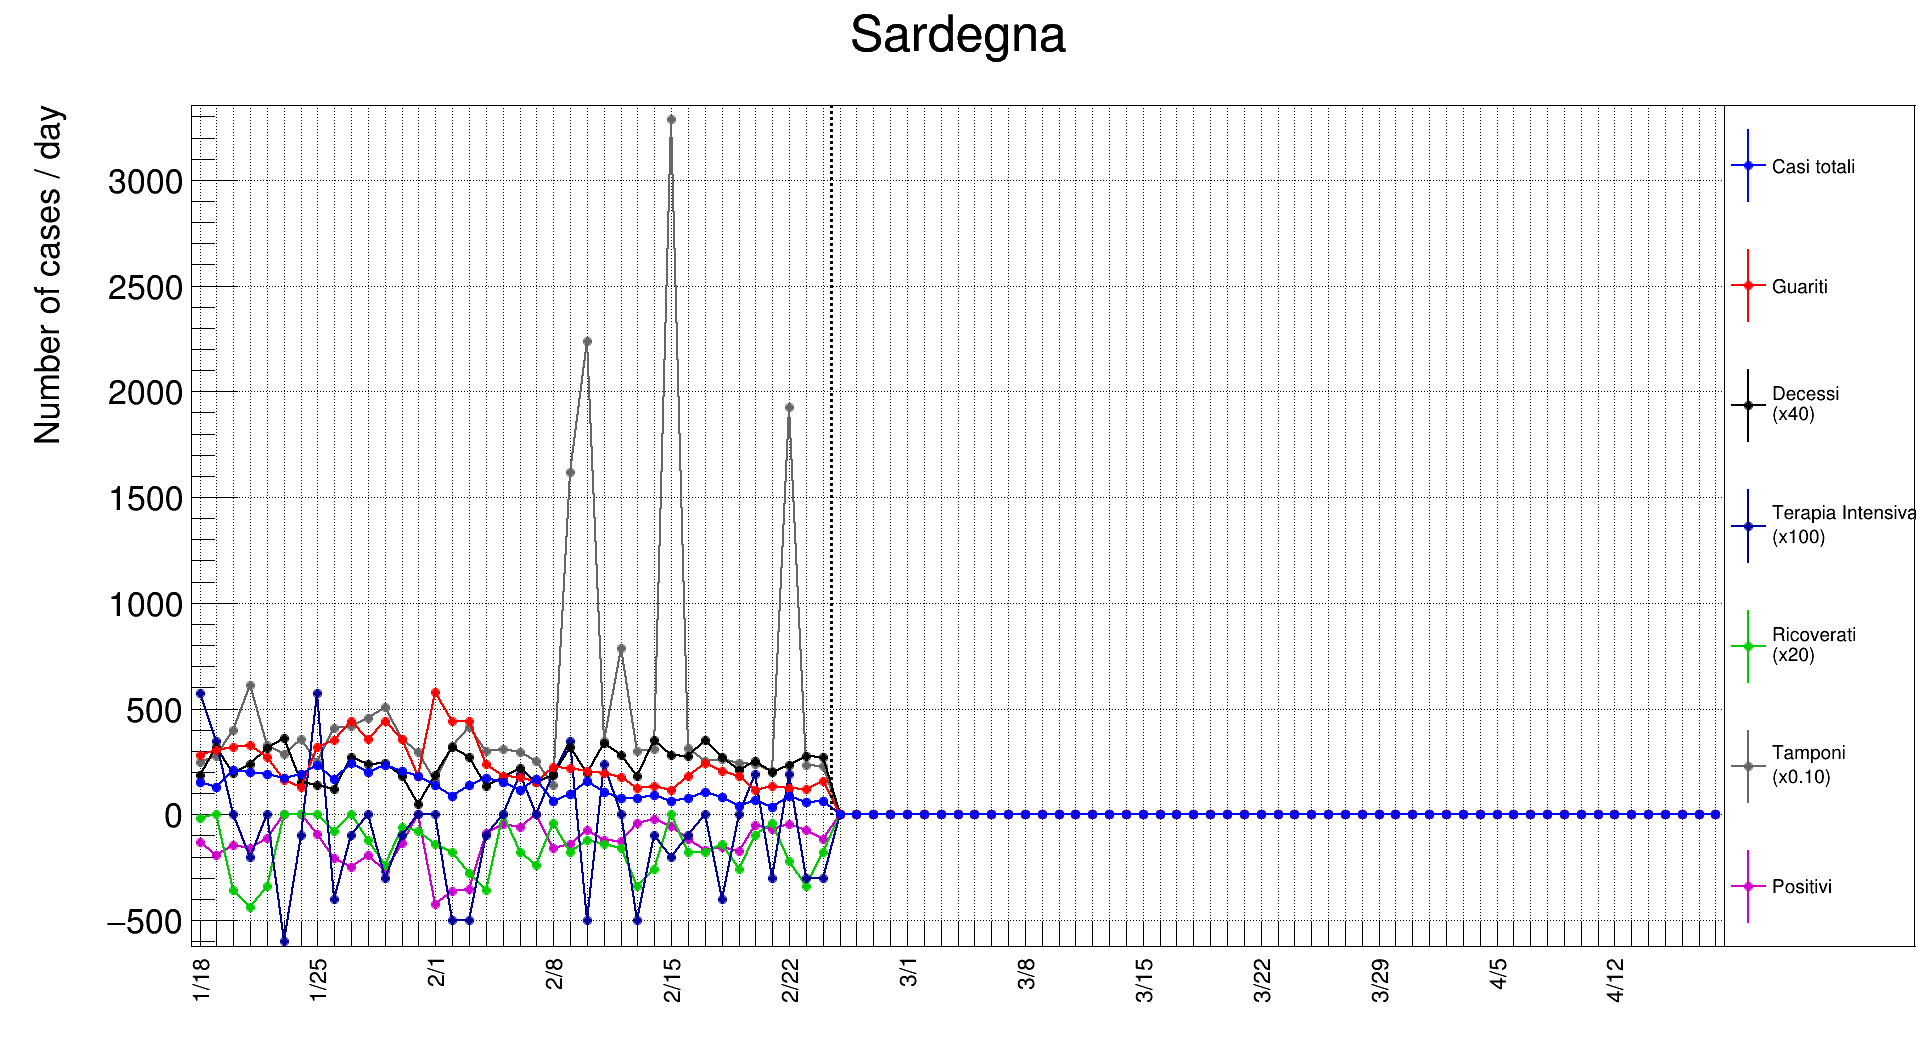 Sardegna
Number of cases / day
3000
2500
2000
1500
1000
500
0
−500
1/18
1/25
2/1
2/8
2/15
2/22
3/1
3/8
3/15
3/22
3/29
4/5
4/12
Casi totali
Guariti
Decessi
(x40)
Terapia Intensiva
(x100)
Ricoverati
(x20)
Tamponi
(x0.10)
Positivi